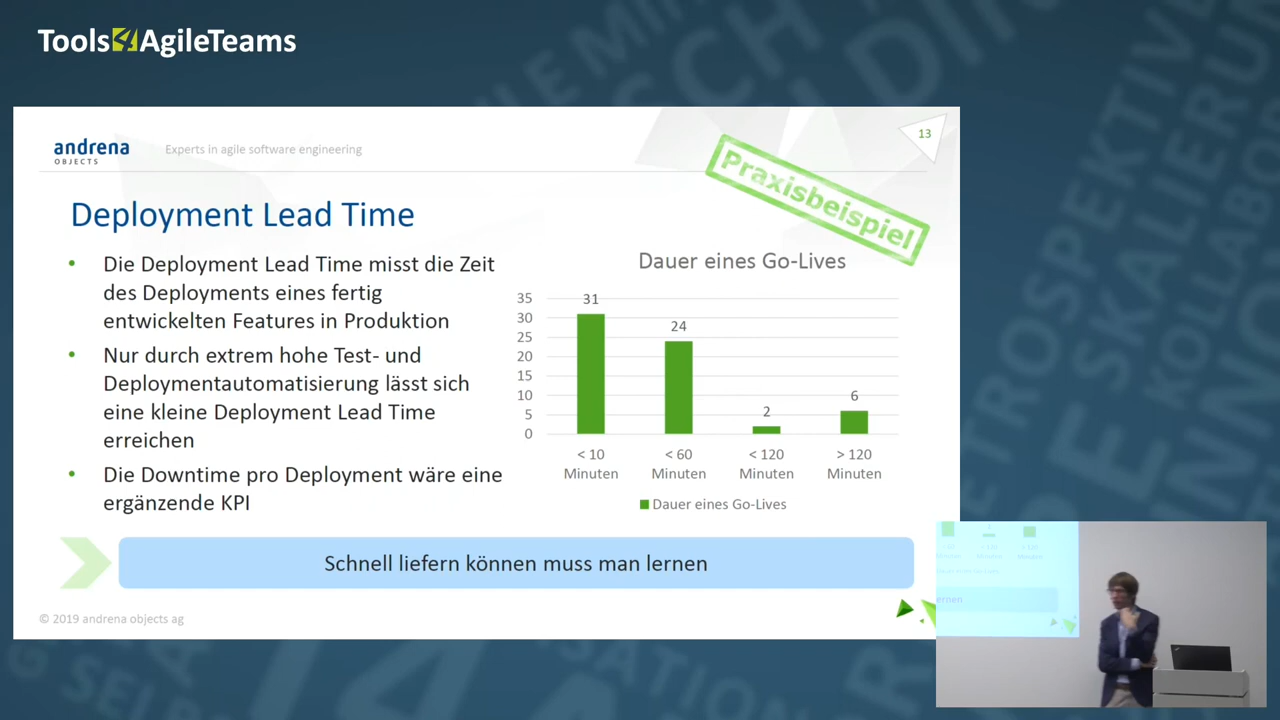 Tools4AgileTeams
andrena
OBJECTS
Experts in agile software engineering
13
Praxisbeispiel
Deployment Lead Time
• Die Deployment Lead Time misst die Zeit
des Deployments eines fertig
entwickelten Features in Produktion
• Nur durch extrem hohe Test- und
Deploymentautomatisierung lässt sich
eine kleine Deployment Lead Time
erreichen
• Die Downtime pro Deployment wäre eine
ergänzende KPI
Dauer eines Go-Lives
35
30
25
20
15
10
5
0
31
24
2
6
< 10
Minuten
< 60
Minuten
< 120
Minuten
> 120
Minuten
Dauer eines Go-Lives
Schnell liefern können muss man lernen
© 2019 andrena objects ag